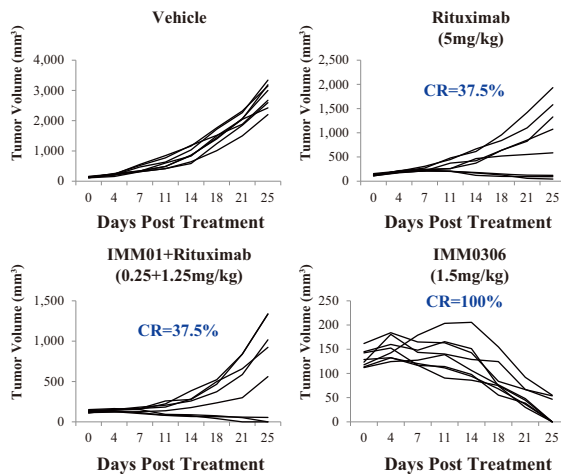 Vehicle
Tumor Volume (mm³)
4,000
3,000
2,000
1,000
0
0 4 7 11 14 18 21 25
Days Post Treatment
Rituximab
(5mg/kg)
CR=37.5%
Tumor Volume (mm³)
2,500
2,000
1,500
1,000
500
0
0 4 7 11 14 18 21 25
Days Post Treatment
IMM01+Rituximab
(0.25+1.25mg/kg)
CR=37.5%
Tumor Volume (mm³)
1,500
1,000
500
0
0 4 7 11 14 18 21 25
Days Post Treatment
IMM0306
(1.5mg/kg)
CR=100%
Tumor Volume (mm³)
250
200
150
100
50
0
0 4 7 11 14 18 21 25
Days Post Treatment